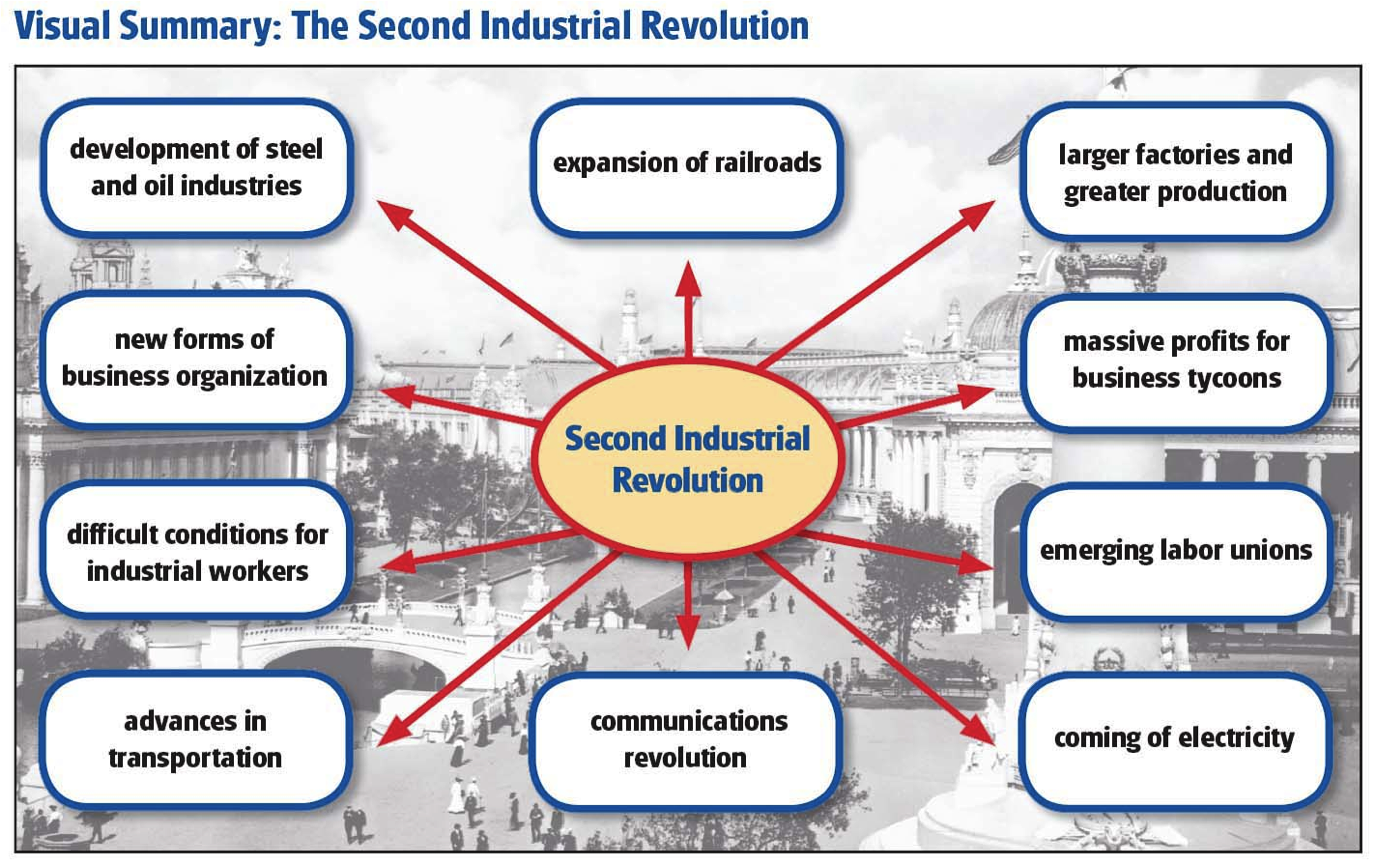 Visual Summary: The Second Industrial Revolution
development of steel
and oil industries
expansion of railroads
larger factories and
greater production
new forms of
business organization
massive profits for
business tycoons
Second Industrial
Revolution
difficult conditions for
industrial workers
emerging labor unions
advances in
transportation
communications
revolution
coming of electricity